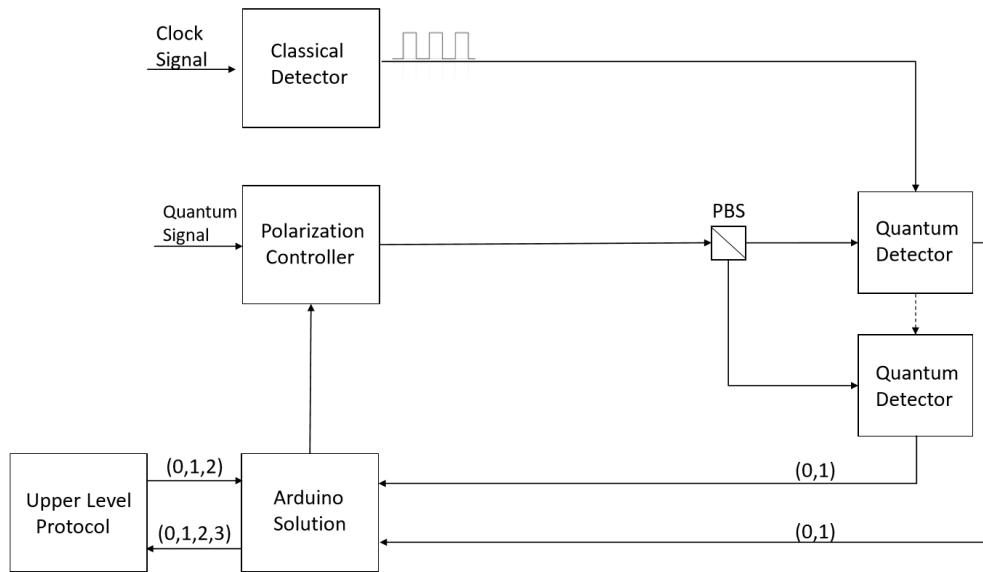 Clock
Signal
Classical
Detector
Quantum
Signal
Polarization
Controller
PBS
Quantum
Detector
Quantum
Detector
Upper Level
Protocol
(0,1,2)
(0,1,2,3)
Arduino
Solution
(0,1)
(0,1)